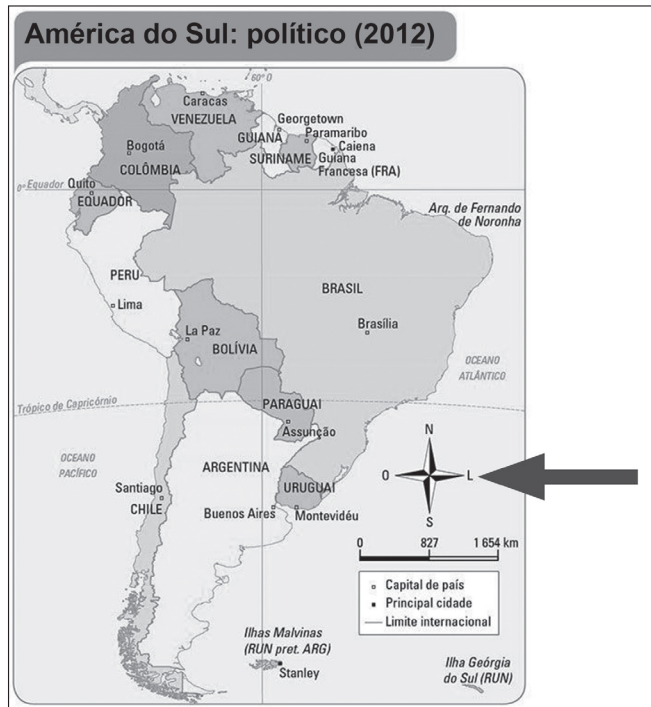 América do Sul: político (2012)
60° O
Caracas
VENEZUELA
Georgetown
Paramaribo
GUIANA
Caiena
Bogotá
SURINAME
Guiana
Francesa (FRA)
COLÔMBIA
0° Equador
Quito
EQUADOR
Arq. de Fernando
de Noronha
PERU
BRASIL
Lima
Brasília
La Paz
BOLÍVIA
OCEANO
ATLÂNTICO
Trópico de Capricórnio
PARAGUAI
Assunção
N
OCEANO
PACÍFICO
ARGENTINA
O
L
Santiago
URUGUAI
CHILE
Buenos Aires
Montevidéu
S
0 827 1 654 km
Capital de país
Principal cidade
Limite internacional
Ilhas Malvinas
(RUN pret. ARG)
Stanley
Ilha Geórgia
do Sul (RUN)